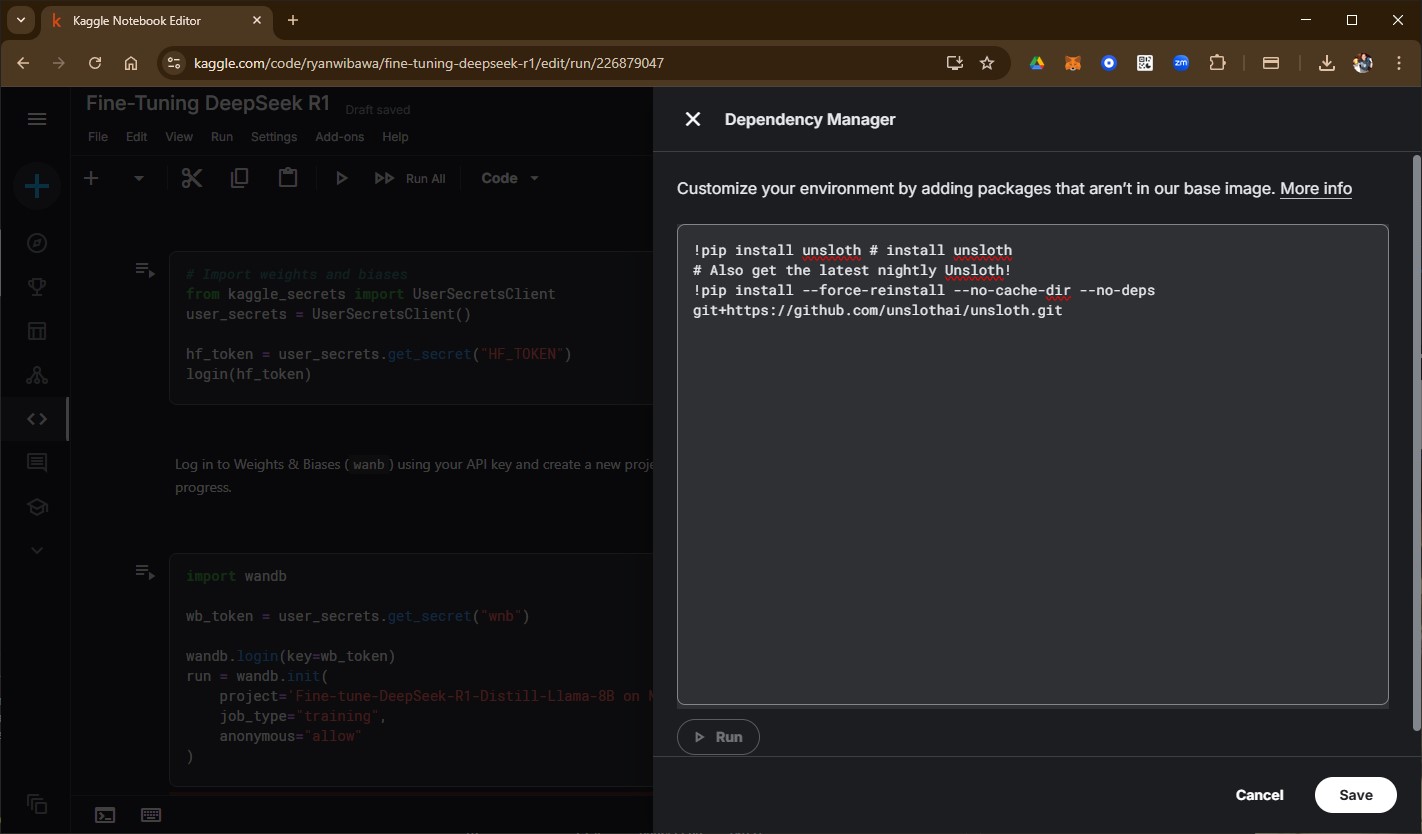 Kaggle Notebook Editor
kaggle.com/code/ryanwibawa/fine-tuning-deepseek-r1/edit/run/226879047
zm
Fine-Tuning DeepSeek R1 Draft saved
File Edit View Run Settings Add-ons Help
Run All Code
# Import weights and biases
from kaggle_secrets import UserSecretsClient
user_secrets = UserSecretsClient()
hf_token = user_secrets.get_secret("HF_TOKEN")
login(hf_token)
Log in to Weights & Biases ( wanb ) using your API key and create a new proje
progress.
import wandb
wb_token = user_secrets.get_secret("wnb")
wandb.login(key=wb_token)
run = wandb.init(
project='Fine-tune-DeepSeek-R1-Distill-Llama-8B on
job_type="training",
anonymous="allow"
)
Dependency Manager
Customize your environment by adding packages that aren't in our base image. More info
!pip install unsloth # install unsloth
# Also get the latest nightly Unsloth!
!pip install --force-reinstall --no-cache-dir --no-deps
git+https://github.com/unslothai/unsloth.git
Run
Cancel Save